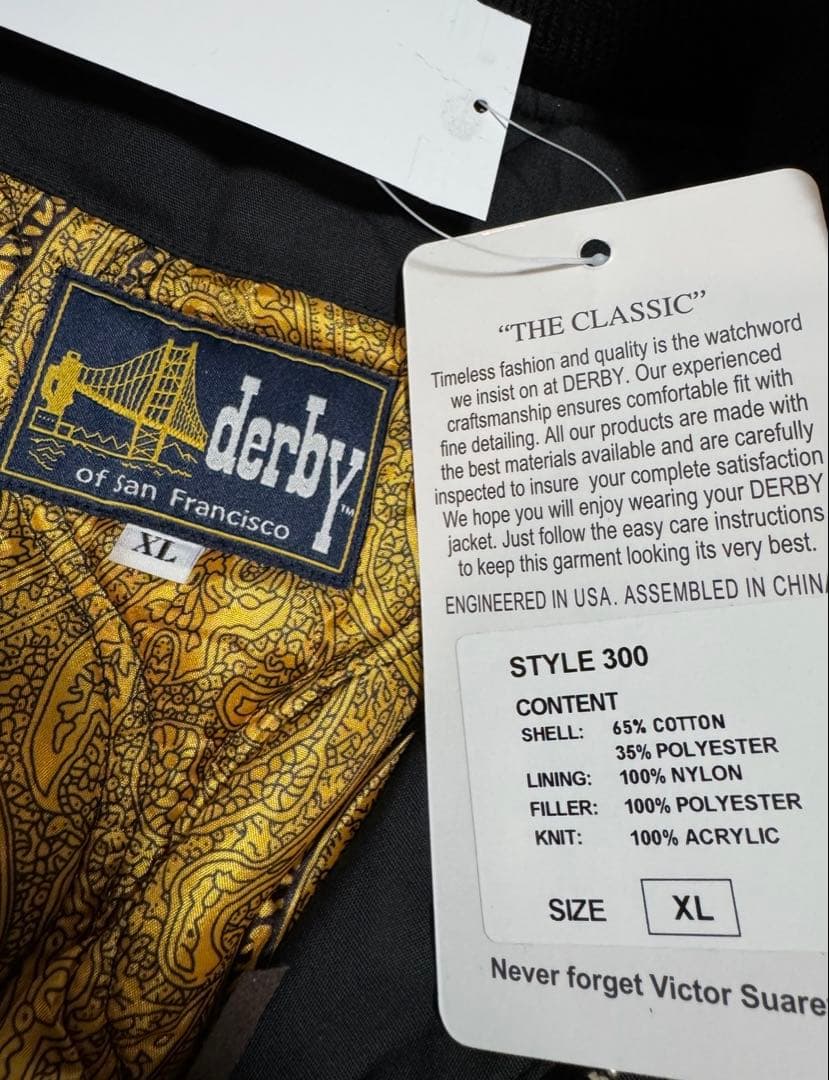 derby
TM
of San Francisco
XL
“THE CLASSIC”
Timeless fashion and quality is the watchword
we insist on at DERBY. Our experienced
craftsmanship ensures comfortable fit with
fine detailing. All our products are made with
the best materials available and are carefully
inspected to insure your complete satisfaction
We hope you will enjoy wearing your DERBY
jacket. Just follow the easy care instructions
to keep this garment looking its very best.
ENGINEERED IN USA. ASSEMBLED IN CHINA
STYLE 300
CONTENT
SHELL: 65% COTTON
35% POLYESTER
LINING: 100% NYLON
FILLER: 100% POLYESTER
KNIT: 100% ACRYLIC
SIZE XL
Never forget Victor Suare